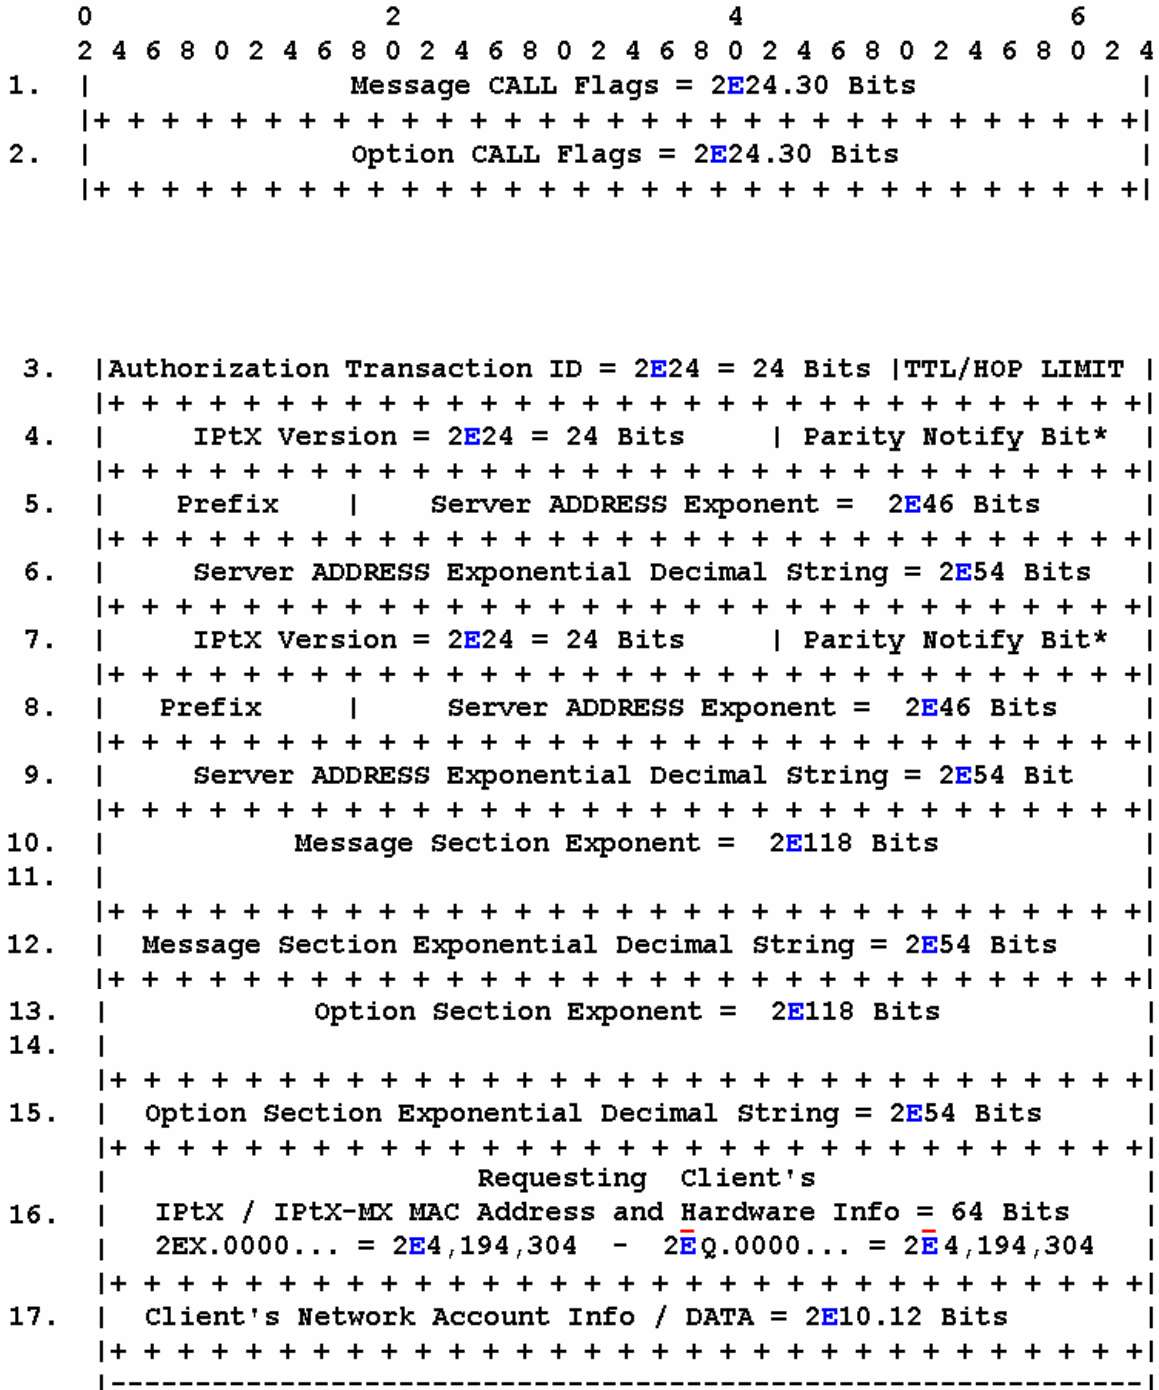 0 2 4 6
2 4 6 8 0 2 4 6 8 0 2 4 6 8 0 2 4 6 8 0 2 4 6 8 0 2 4 6 8 0 2 4
1. | Message CALL Flags = 2E24.30 Bits |
|+ + + + + + + + + + + + + + + + + + + + + + + + + + + + + + +|
2. | Option CALL Flags = 2E24.30 Bits |
|+ + + + + + + + + + + + + + + + + + + + + + + + + + + + + + +|
3. |Authorization Transaction ID = 2E24 = 24 Bits |TTL/HOP LIMIT |
|+ + + + + + + + + + + + + + + + + + + + + + + + + + + + + + +|
4. | IPtX Version = 2E24 = 24 Bits | Parity Notify Bit* |
|+ + + + + + + + + + + + + + + + + + + + + + + + + + + + + + +|
5. | Prefix | Server ADDRESS Exponent = 2E46 Bits |
|+ + + + + + + + + + + + + + + + + + + + + + + + + + + + + + +|
6. | Server ADDRESS Exponential Decimal String = 2E54 Bits |
|+ + + + + + + + + + + + + + + + + + + + + + + + + + + + + + +|
7. | IPtX Version = 2E24 = 24 Bits | Parity Notify Bit* |
|+ + + + + + + + + + + + + + + + + + + + + + + + + + + + + + +|
8. | Prefix | Server ADDRESS Exponent = 2E46 Bits |
|+ + + + + + + + + + + + + + + + + + + + + + + + + + + + + + +|
9. | Server ADDRESS Exponential Decimal String = 2E54 Bit |
|+ + + + + + + + + + + + + + + + + + + + + + + + + + + + + + +|
10. | Message Section Exponent = 2E118 Bits |
11. | |
|+ + + + + + + + + + + + + + + + + + + + + + + + + + + + + + +|
12. | Message Section Exponential Decimal String = 2E54 Bits |
|+ + + + + + + + + + + + + + + + + + + + + + + + + + + + + + +|
13. | Option Section Exponent = 2E118 Bits |
14. | |
|+ + + + + + + + + + + + + + + + + + + + + + + + + + + + + + +|
15. | Option Section Exponential Decimal String = 2E54 Bits |
|+ + + + + + + + + + + + + + + + + + + + + + + + + + + + + + +|
| Requesting Client's |
16. | IPtX / IPtX-MX MAC Address and Hardware Info = 64 Bits |
| 2EX.0000... = 2E4,194,304 - 2ĒQ.0000... = 2Ē4,194,304 |
|+ + + + + + + + + + + + + + + + + + + + + + + + + + + + + + +|
17. | Client's Network Account Info / DATA = 2E10.12 Bits |
|+ + + + + + + + + + + + + + + + + + + + + + + + + + + + + + +|
|-------------------------------------------------------------|